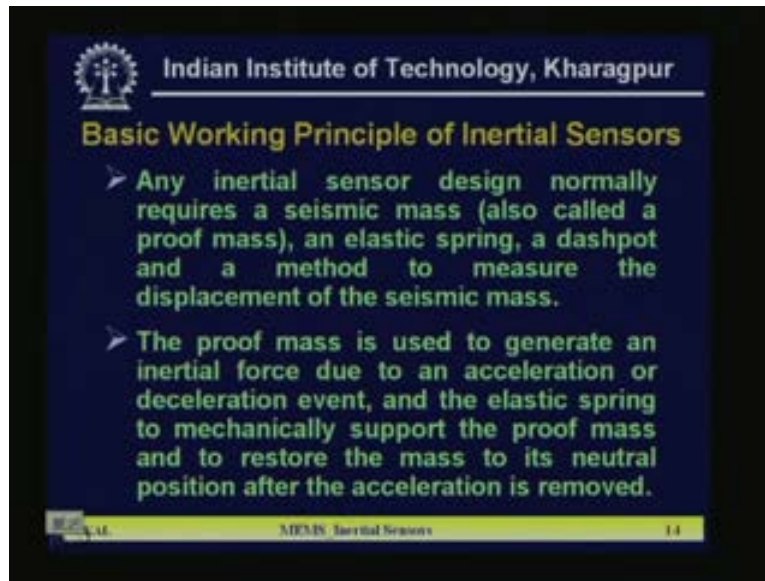 Indian Institute of Technology, Kharagpur
Basic Working Principle of Inertial Sensors
Any inertial sensor design normally
requires a seismic mass (also called a
proof mass), an elastic spring, a dashpot
and a method to measure the
displacement of the seismic mass.
The proof mass is used to generate an
inertial force due to an acceleration or
deceleration event, and the elastic spring
to mechanically support the proof mass
and to restore the mass to its neutral
position after the acceleration is removed.
MEMS Inertial Sensors 14